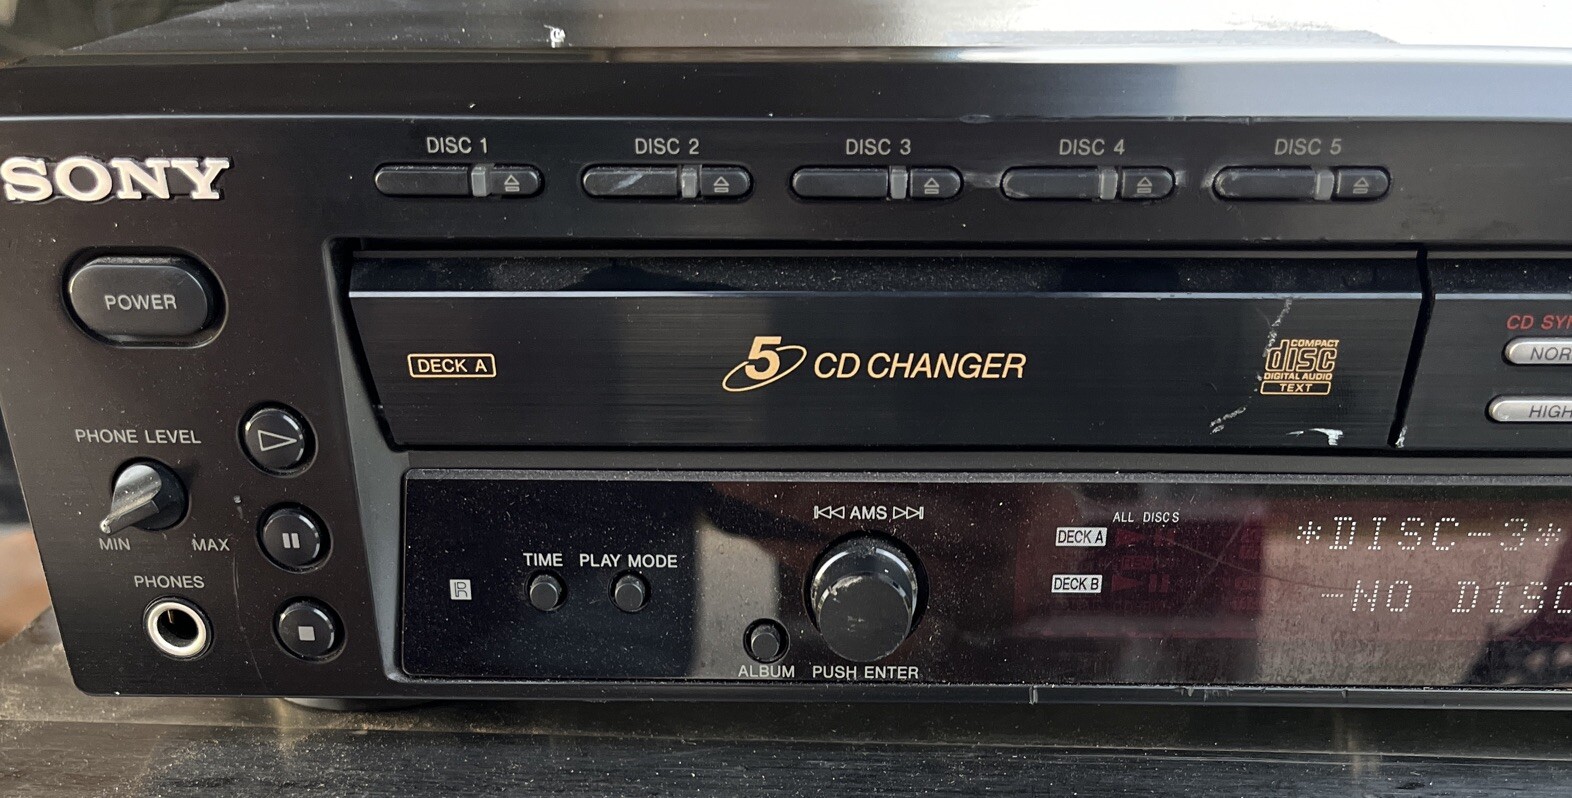 DISC 1 DISC 2 DISC 3 DISC 4 DISC 5
SONY
POWER
CD SYN
NOR
HIGH
DECK A
5 CD CHANGER
COMPACT
disc
DIGITAL AUDIO
TEXT
PHONE LEVEL
MIN MAX
PHONES
TIME PLAY MODE
AMS
ALBUM PUSH ENTER
ALL DISCS
DECK A
DECK B
*DISC-3*
-NO DISC